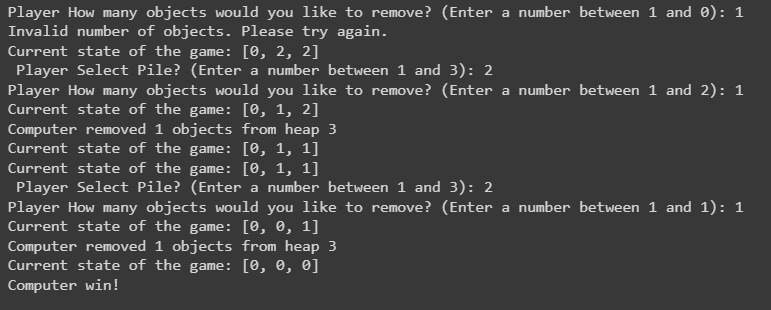 Player How many objects would you like to remove? (Enter a number between 1 and 0): 1
Invalid number of objects. Please try again.
Current state of the game: [0, 2, 2]
 Player Select Pile? (Enter a number between 1 and 3): 2
Player How many objects would you like to remove? (Enter a number between 1 and 2): 1
Current state of the game: [0, 1, 2]
Computer removed 1 objects from heap 3
Current state of the game: [0, 1, 1]
Current state of the game: [0, 1, 1]
 Player Select Pile? (Enter a number between 1 and 3): 2
Player How many objects would you like to remove? (Enter a number between 1 and 1): 1
Current state of the game: [0, 0, 1]
Computer removed 1 objects from heap 3
Current state of the game: [0, 0, 0]
Computer win!